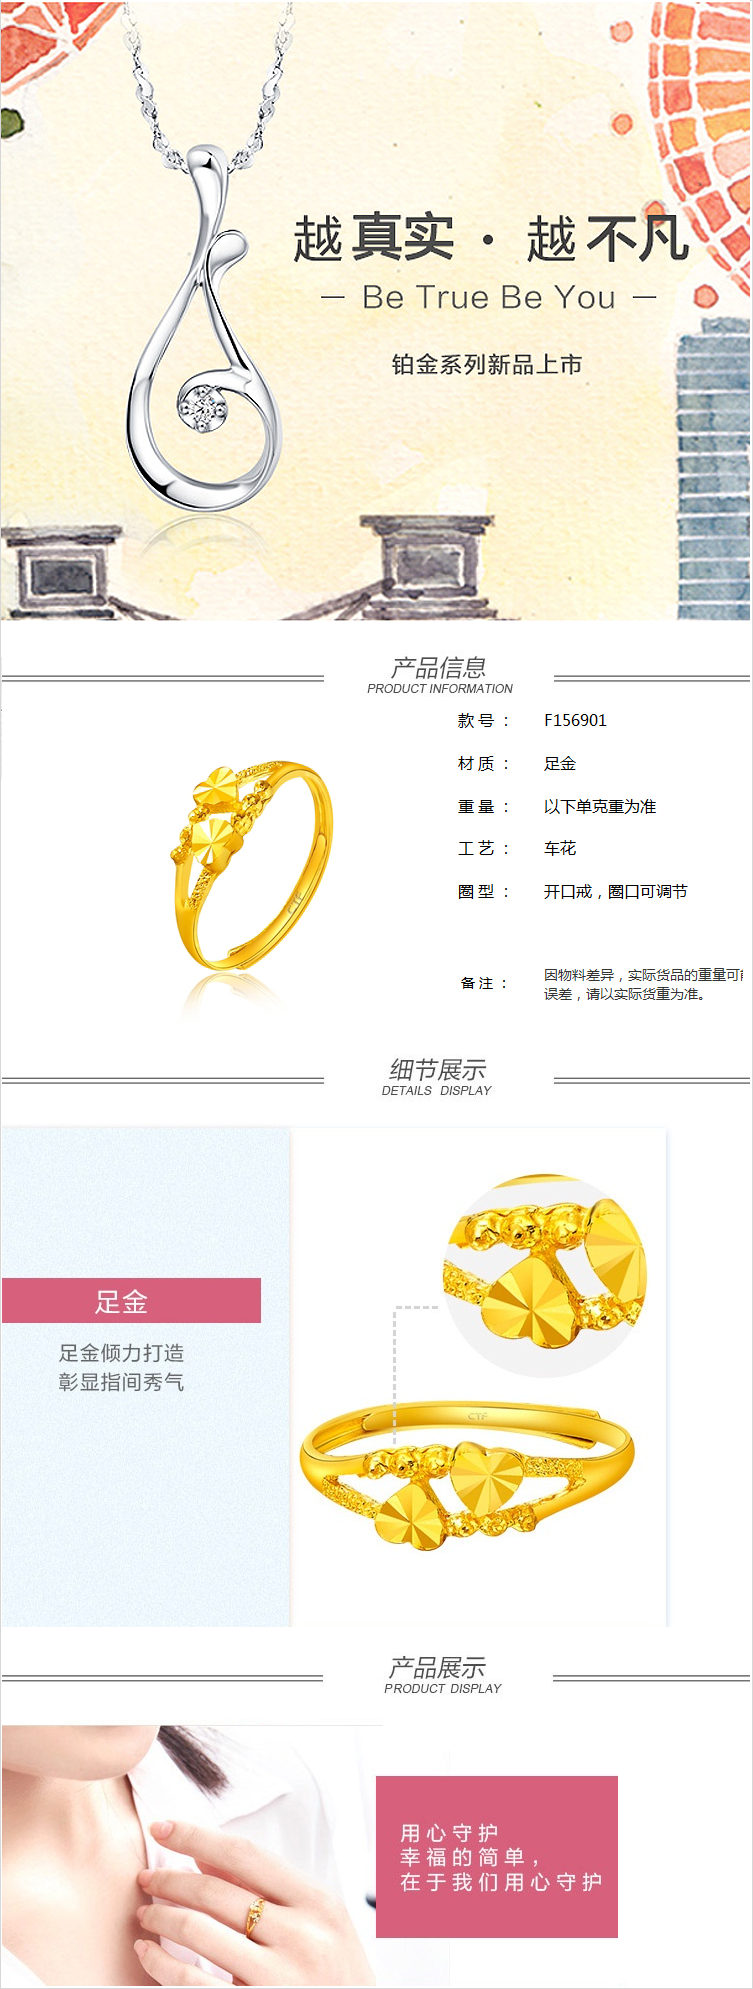 越真实·越不凡
— Be True Be You —
铂金系列新品上市
产品信息
PRODUCT INFORMATION
款号： F156901
材质： 足金
重量： 以下单克重为准
工艺： 车花
圈型： 开口戒，圈口可调节
备注： 因物料差异，实际货品的重量可
误差，请以实际货重为准。
CTF
细节展示
DETAILS DISPLAY
足金
足金倾力打造
彰显指间秀气
CTF
产品展示
PRODUCT DISPLAY
用心守护
幸福的简单，
在于我们用心守护